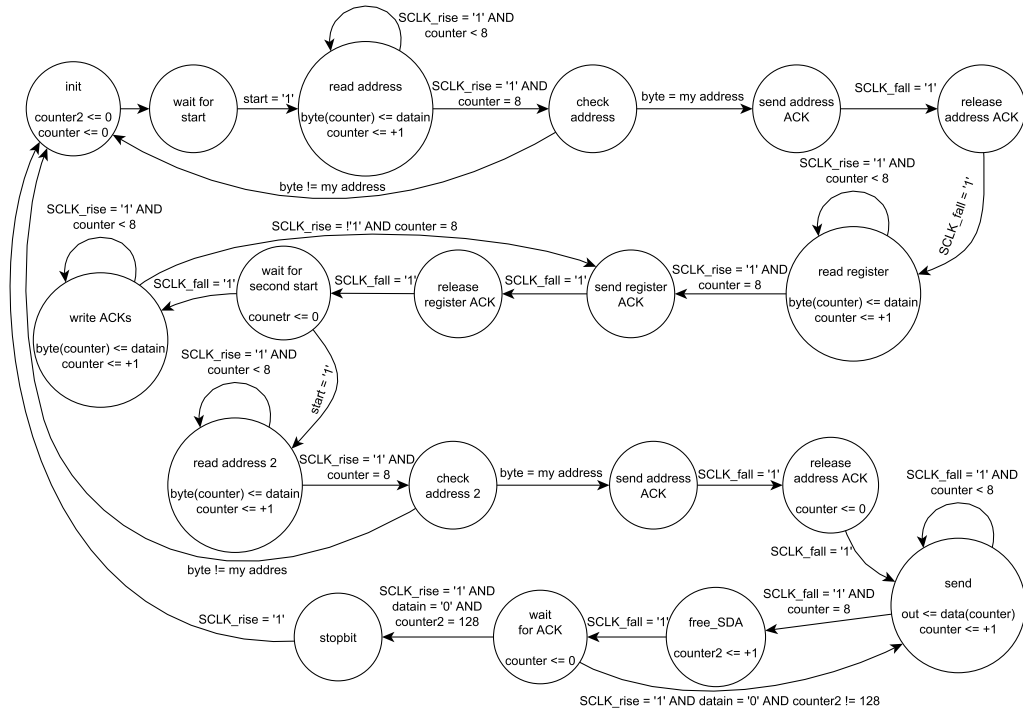 SCLK_rise = '1' AND
counter < 8
init
counter2 <= 0
counter <= 0
wait for
start
start = '1'
read address
byte(counter) <= datain
counter <= +1
SCLK_rise = '1' AND
counter = 8
check
address
byte = my address
send address
ACK
SCLK_fall = '1'
release
address ACK
byte != my address
SCLK_fall = '1'
SCLK_rise = '1' AND
counter < 8
read register
byte(counter) <= datain
counter <= +1
SCLK_rise = '1' AND
counter = 8
send register
ACK
SCLK_fall = '1'
release
register ACK
SCLK_fall = '1'
wait for
second start
counetr <= 0
SCLK_fall = '1'
SCLK_rise = !'1' AND counter = 8
SCLK_rise = '1' AND
counter < 8
write ACKs
byte(counter) <= datain
counter <= +1
start = '1'
SCLK_rise = '1' AND
counter < 8
read address 2
byte(counter) <= datain
counter <= +1
SCLK_rise = '1' AND
counter = 8
check
address 2
byte = my address
send address
ACK
SCLK_fall = '1'
release
address ACK
counter <= 0
byte != my addres
SCLK_fall = '1'
SCLK_fall = '1' AND
counter < 8
send
out <= data(counter)
counter <= +1
SCLK_fall = '1' AND
counter = 8
free_SDA
counter2 <= +1
SCLK_fall = '1'
wait
for ACK
counter <= 0
SCLK_rise = '1' AND
datain = '0' AND
counter2 = 128
stopbit
SCLK_rise = '1'
SCLK_rise = '1' AND datain = '0' AND counter2 != 128